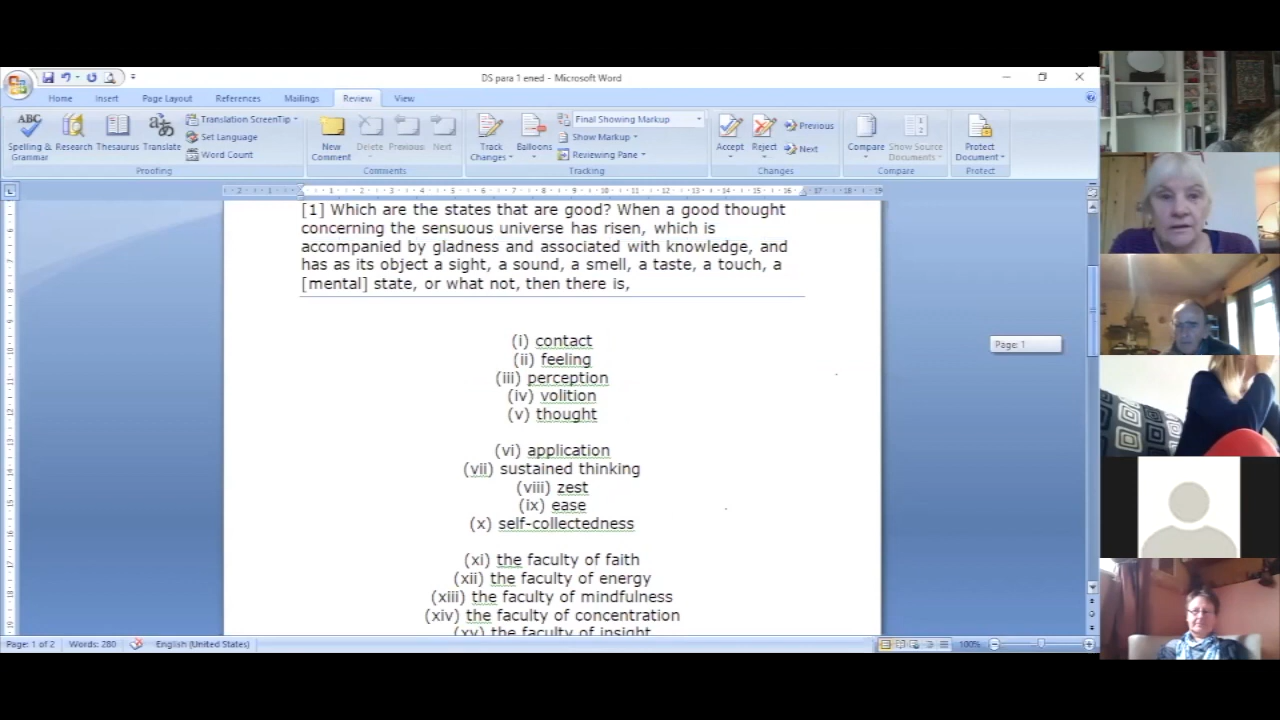 DS para 1 ened - Microsoft Word
Home Insert Page Layout References Mailings Review View
ABC
Spelling & Grammar
Research
Thesaurus
Translate
Translation ScreenTip
Set Language
Word Count
Proofing
New Comment
Delete
Previous
Next
Comments
Track Changes
Balloons
Final Showing Markup
Show Markup
Reviewing Pane
Tracking
Accept
Reject
Previous
Next
Changes
Compare
Show Source Documents
Compare
Protect Document
Protect
[1] Which are the states that are good? When a good thought
concerning the sensuous universe has risen, which is
accompanied by gladness and associated with knowledge, and
has as its object a sight, a sound, a smell, a taste, a touch, a
[mental] state, or what not, then there is,
(i) contact
(ii) feeling
(iii) perception
(iv) volition
(v) thought
Page: 1
(vi) application
(vii) sustained thinking
(viii) zest
(ix) ease
(x) self-collectedness
(xi) the faculty of faith
(xii) the faculty of energy
(xiii) the faculty of mindfulness
(xiv) the faculty of concentration
(xv) the faculty of insight
Page: 1 of 2 Words: 280 English (United States) 100%